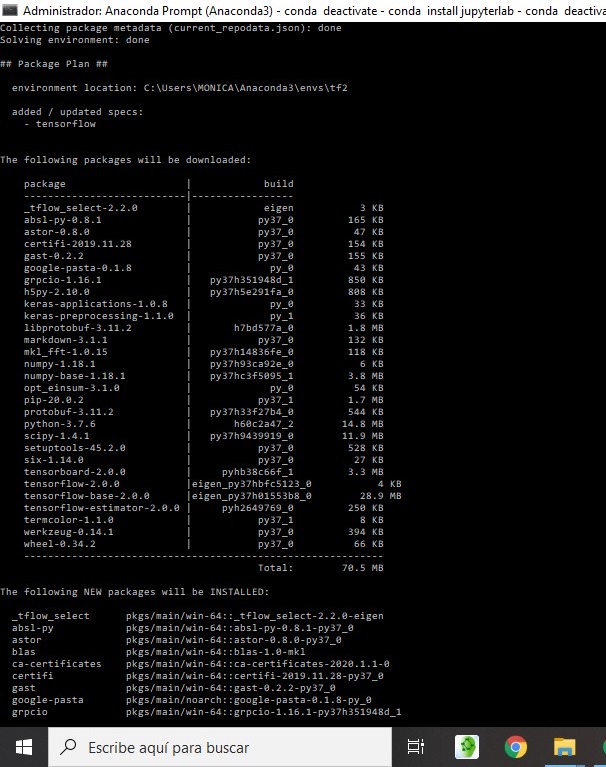 Administrador: Anaconda Prompt (Anaconda3) - conda deactivate - conda install jupyterlab - conda deactiva
Collecting package metadata (current_repodata.json): done
Solving environment: done
## Package Plan ##
environment location: C:\Users\MONICA\Anaconda3\envs\tf2
added / updated specs:
- tensorflow
The following packages will be downloaded:
package | build
---------------------------|-----------------
_tflow_select-2.2.0 | eigen 3 KB
absl-py-0.8.1 | py37_0 165 KB
astor-0.8.0 | py37_0 47 KB
certifi-2019.11.28 | py37_0 154 KB
gast-0.2.2 | py37_0 155 KB
google-pasta-0.1.8 | py_0 43 KB
grpcio-1.16.1 | py37h351948d_1 850 KB
h5py-2.10.0 | py37h5e291fa_0 808 KB
keras-applications-1.0.8 | py_0 33 KB
keras-preprocessing-1.1.0 | py_1 36 KB
libprotobuf-3.11.2 | h7bd577a_0 1.8 MB
markdown-3.1.1 | py37_0 132 KB
mkl_fft-1.0.15 | py37h14836fe_0 118 KB
numpy-1.18.1 | py37h93ca92e_0 6 KB
numpy-base-1.18.1 | py37hc3f5095_1 3.8 MB
opt_einsum-3.1.0 | py_0 54 KB
pip-20.0.2 | py37_1 1.7 MB
protobuf-3.11.2 | py37h33f27b4_0 544 KB
python-3.7.6 | h60c2a47_2 14.8 MB
scipy-1.4.1 | py37h9439919_0 11.9 MB
setuptools-45.2.0 | py37_0 528 KB
six-1.14.0 | py37_0 27 KB
tensorboard-2.0.0 | pyhb38c66f_1 3.3 MB
tensorflow-2.0.0 |eigen_py37hbfc5123_0 4 KB
tensorflow-base-2.0.0 |eigen_py37h01553b8_0 28.9 MB
tensorflow-estimator-2.0.0 | pyh2649769_0 250 KB
termcolor-1.1.0 | py37_1 8 KB
werkzeug-0.14.1 | py37_0 394 KB
wheel-0.34.2 | py37_0 66 KB
------------------------------------------------------------
Total: 70.5 MB
The following NEW packages will be INSTALLED:
_tflow_select pkgs/main/win-64::_tflow_select-2.2.0-eigen
absl-py pkgs/main/win-64::absl-py-0.8.1-py37_0
astor pkgs/main/win-64::astor-0.8.0-py37_0
blas pkgs/main/win-64::blas-1.0-mkl
ca-certificates pkgs/main/win-64::ca-certificates-2020.1.1-0
certifi pkgs/main/win-64::certifi-2019.11.28-py37_0
gast pkgs/main/win-64::gast-0.2.2-py37_0
google-pasta pkgs/main/noarch::google-pasta-0.1.8-py_0
grpcio pkgs/main/win-64::grpcio-1.16.1-py37h351948d_1
Escribe aquí para buscar